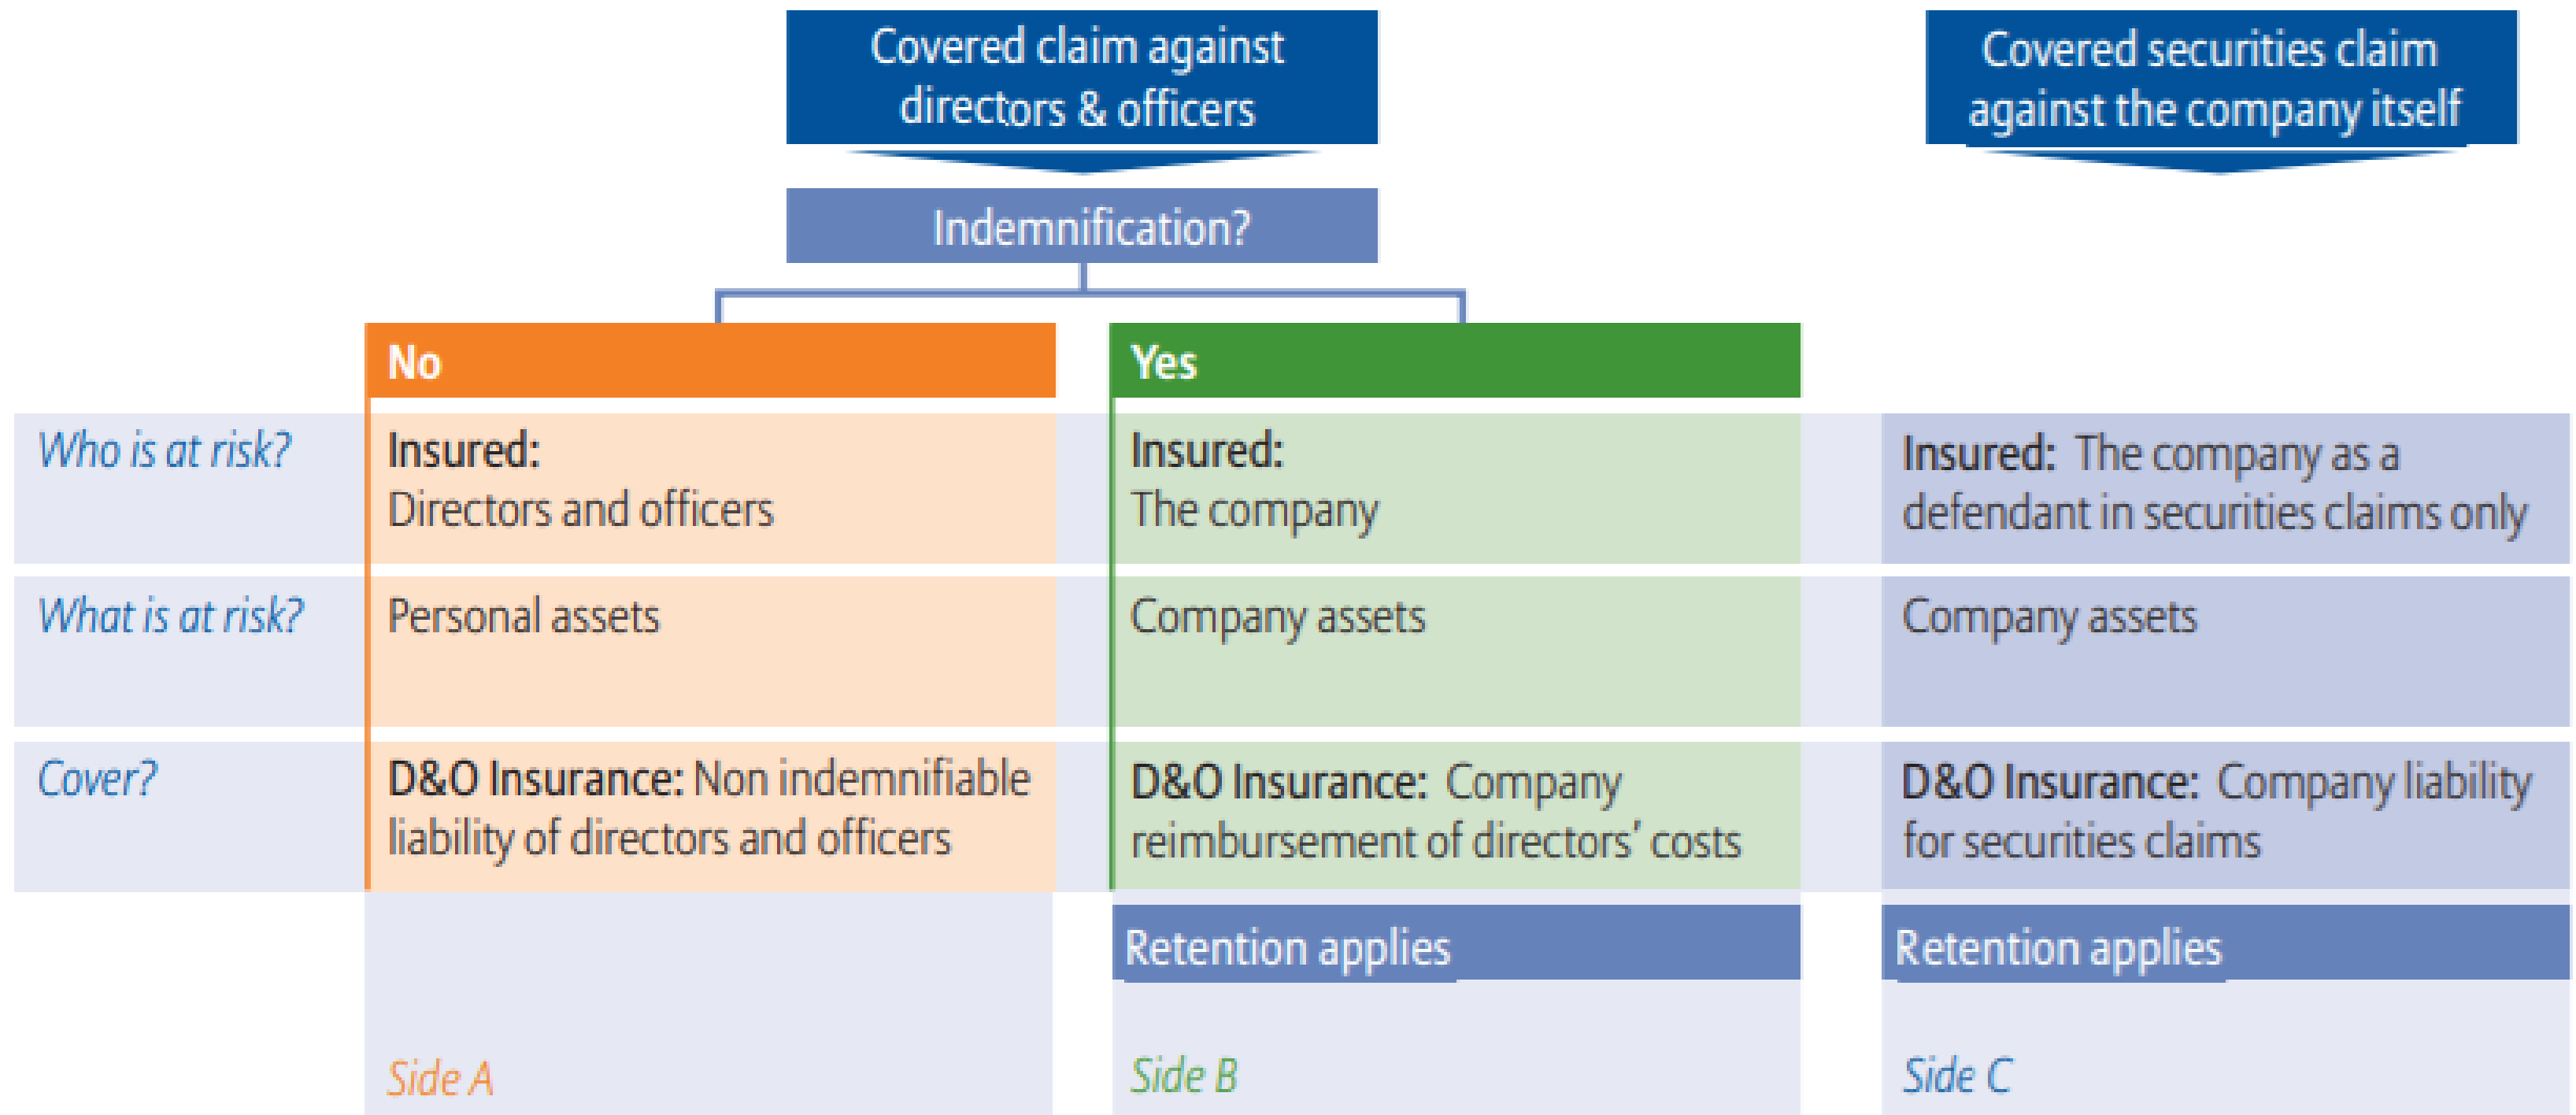 Covered claim against
directors & officers
Covered securities claim
against the company itself
Indemnification?
No
Yes
Who is at risk?
Insured:
Directors and officers
Insured:
The company
Insured: The company as a
defendant in securities claims only
What is at risk?
Personal assets
Company assets
Company assets
Cover?
D&O Insurance: Non indemnifiable
liability of directors and officers
D&O Insurance: Company
reimbursement of directors’ costs
D&O Insurance: Company liability
for securities claims
Retention applies
Retention applies
Side A
Side B
Side C